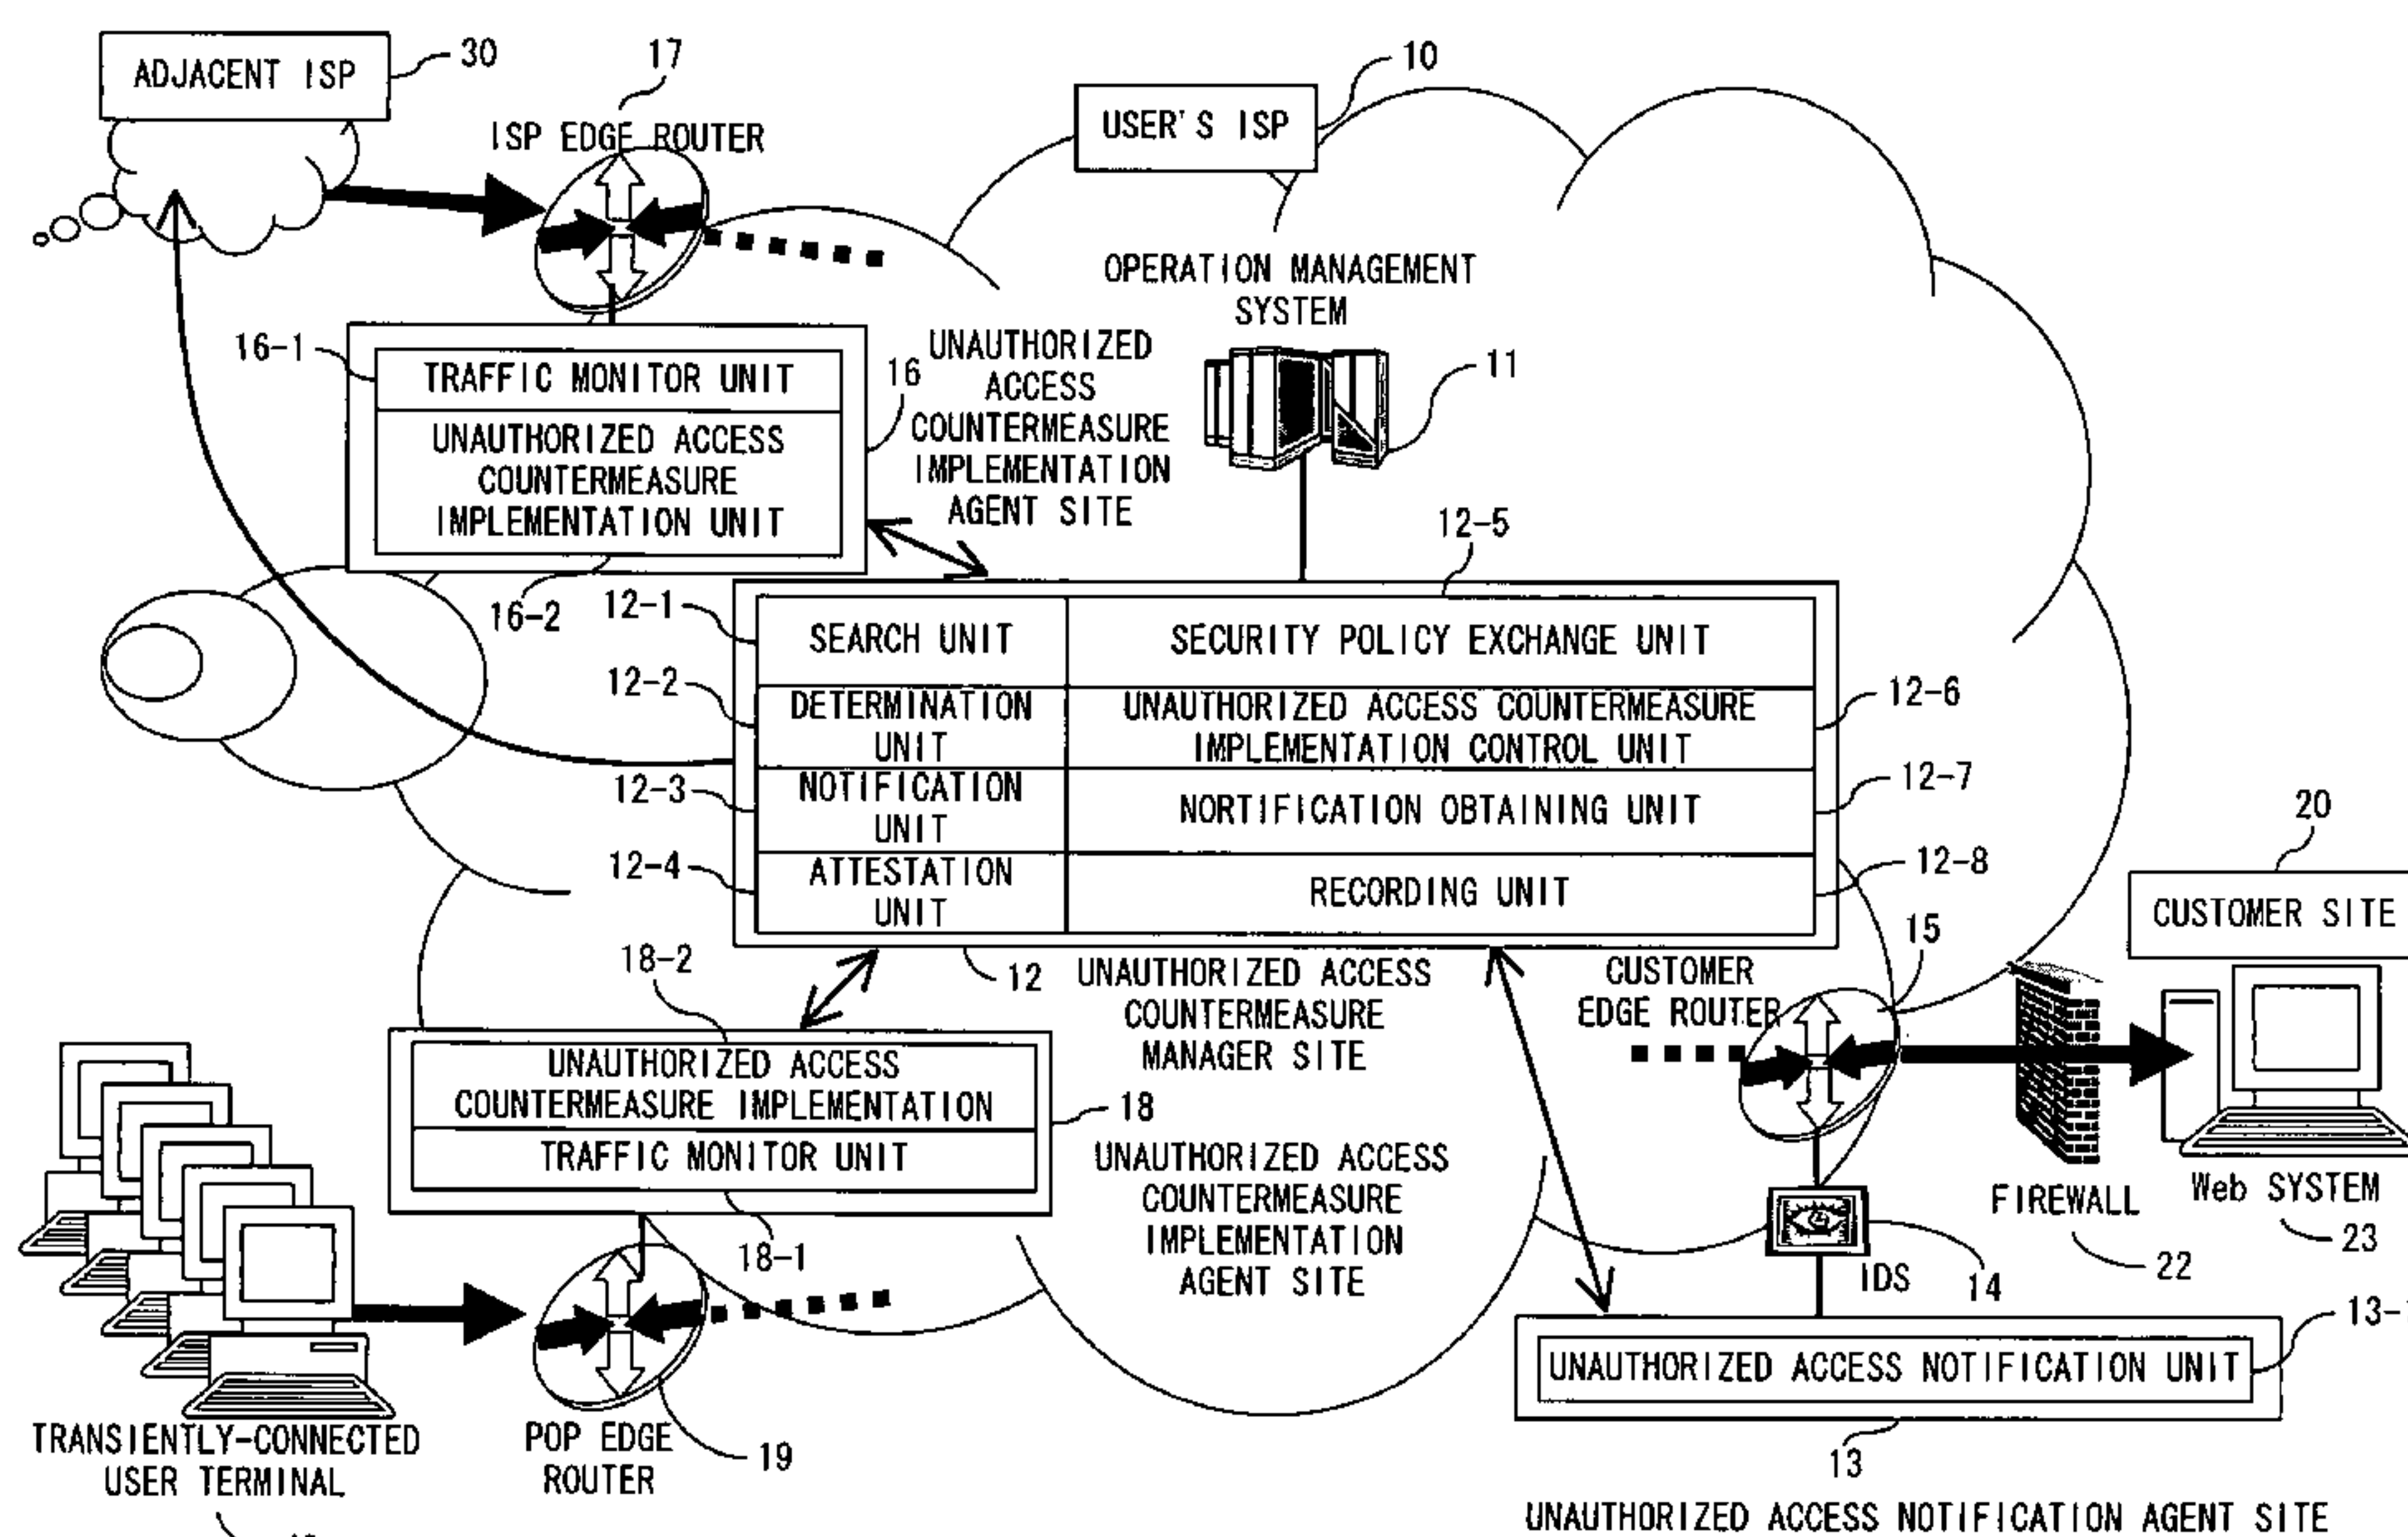 ADJACENT ISP
30
17
ISP EDGE ROUTER
USER'S ISP
10
OPERATION MANAGEMENT
SYSTEM
11
16-1
TRAFFIC MONITOR UNIT
UNAUTHORIZED ACCESS
COUNTERMEASURE
IMPLEMENTATION UNIT
16-2
16
UNAUTHORIZED
ACCESS
COUNTERMEASURE
IMPLEMENTATION
AGENT SITE
12-5
12-1
SEARCH UNIT
SECURITY POLICY EXCHANGE UNIT
12-2
DETERMINATION
UNIT
UNAUTHORIZED ACCESS COUNTERMEASURE
IMPLEMENTATION CONTROL UNIT
12-6
12-3
NOTIFICATION
UNIT
NORTIFICATION OBTAINING UNIT
12-7
12-4
ATTESTATION
UNIT
RECORDING UNIT
12-8
12
UNAUTHORIZED ACCESS
COUNTERMEASURE
MANAGER SITE
20
CUSTOMER SITE
15
CUSTOMER
EDGE ROUTER
18-2
UNAUTHORIZED ACCESS
COUNTERMEASURE IMPLEMENTATION
TRAFFIC MONITOR UNIT
18
18-1
UNAUTHORIZED ACCESS
COUNTERMEASURE
IMPLEMENTATION
AGENT SITE
FIREWALL
22
Web SYSTEM
23
IDS
14
13-
UNAUTHORIZED ACCESS NOTIFICATION UNIT
13
UNAUTHORIZED ACCESS NOTIFICATION AGENT SITE
TRANSIENTLY-CONNECTED
USER TERMINAL
POP EDGE
ROUTER
19